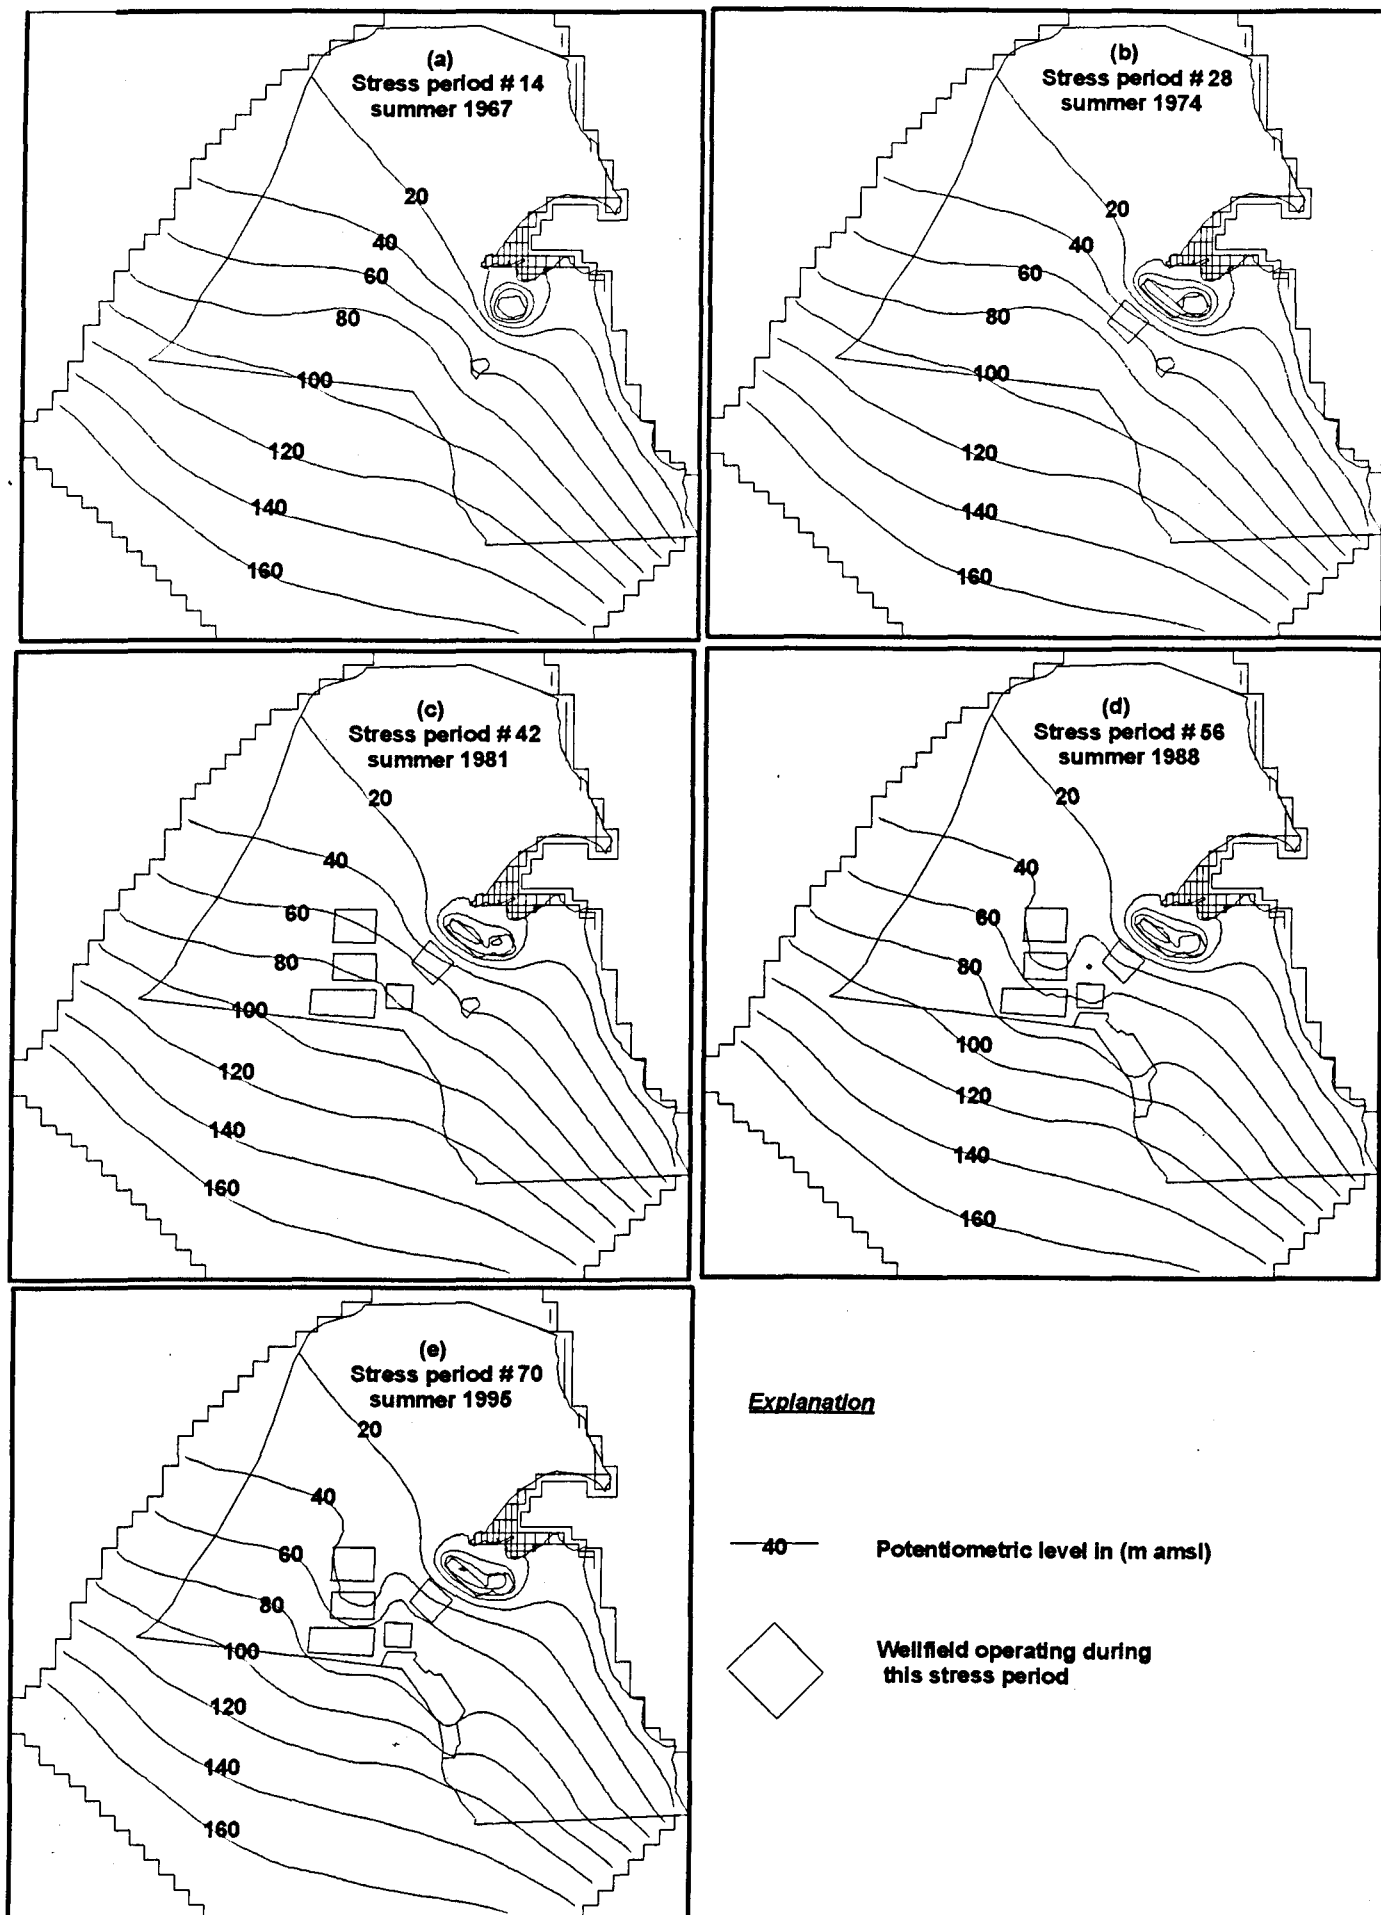 (a)
Stress period # 14
summer 1967
20
40
60
80
100
120
140
160
(b)
Stress period # 28
summer 1974
20
40
60
80
100
120
140
160
(c)
Stress period # 42
summer 1981
20
40
60
80
100
120
140
160
(d)
Stress period # 56
summer 1988
20
40
60
80
100
120
140
160
(e)
Stress period # 70
summer 1995
20
40
60
80
100
120
140
160
Explanation
40
Potentiometric level in (m amsl)
Wellfield operating during
this stress period